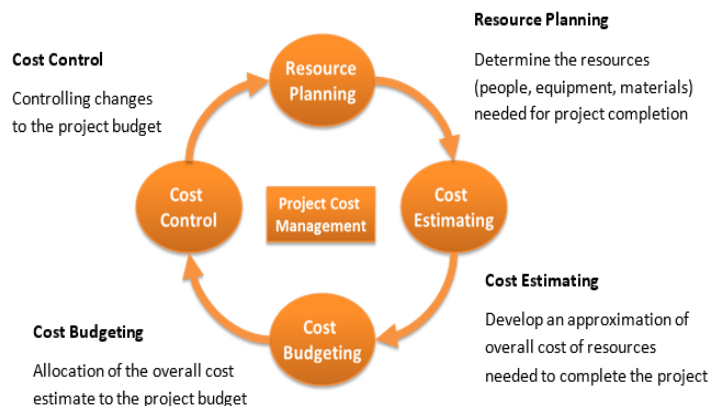 Resource Planning
Determine the resources
(people, equipment, materials)
needed for project completion
Cost Control
Controlling changes
to the project budget
Resource
Planning
Cost
Control
Project Cost
Management
Cost
Estimating
Cost
Budgeting
Cost Estimating
Develop an approximation of
overall cost of resources
needed to complete the project
Cost Budgeting
Allocation of the overall cost
estimate to the project budget